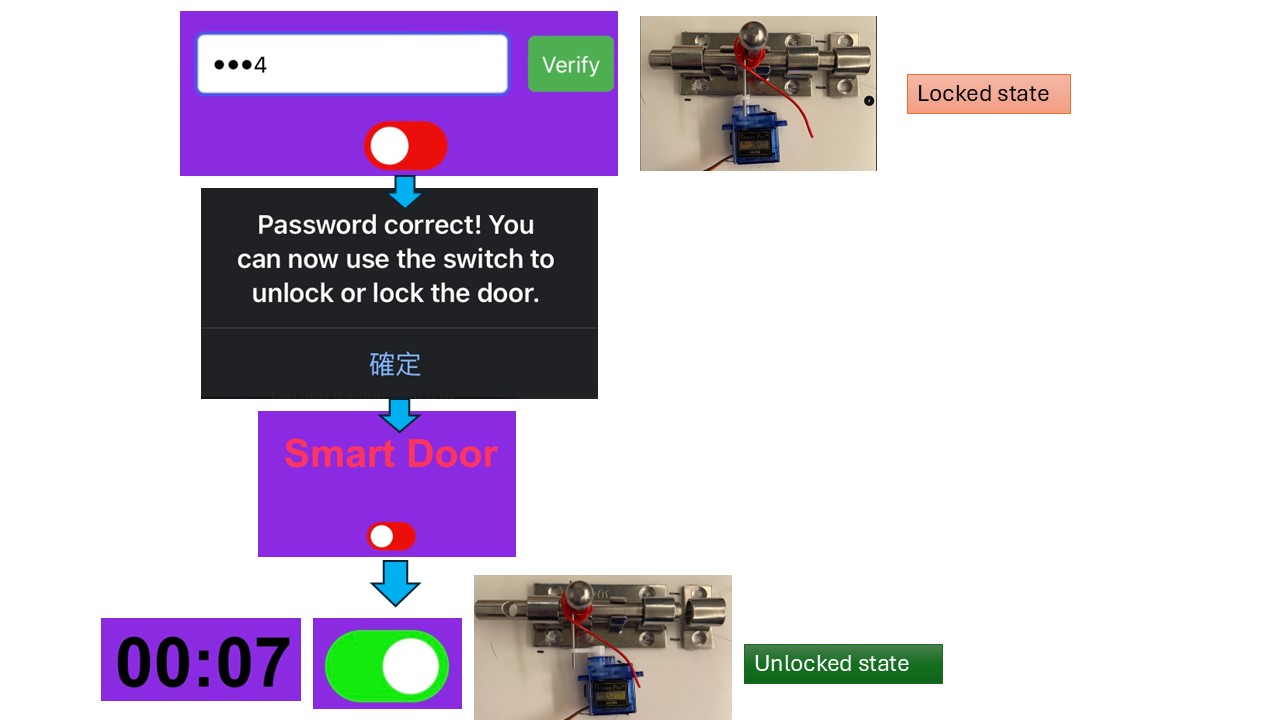 ●●●4
Verify
Locked state
Password correct! You
can now use the switch to
unlock or lock the door.
確定
Smart Door
00:07
Unlocked state